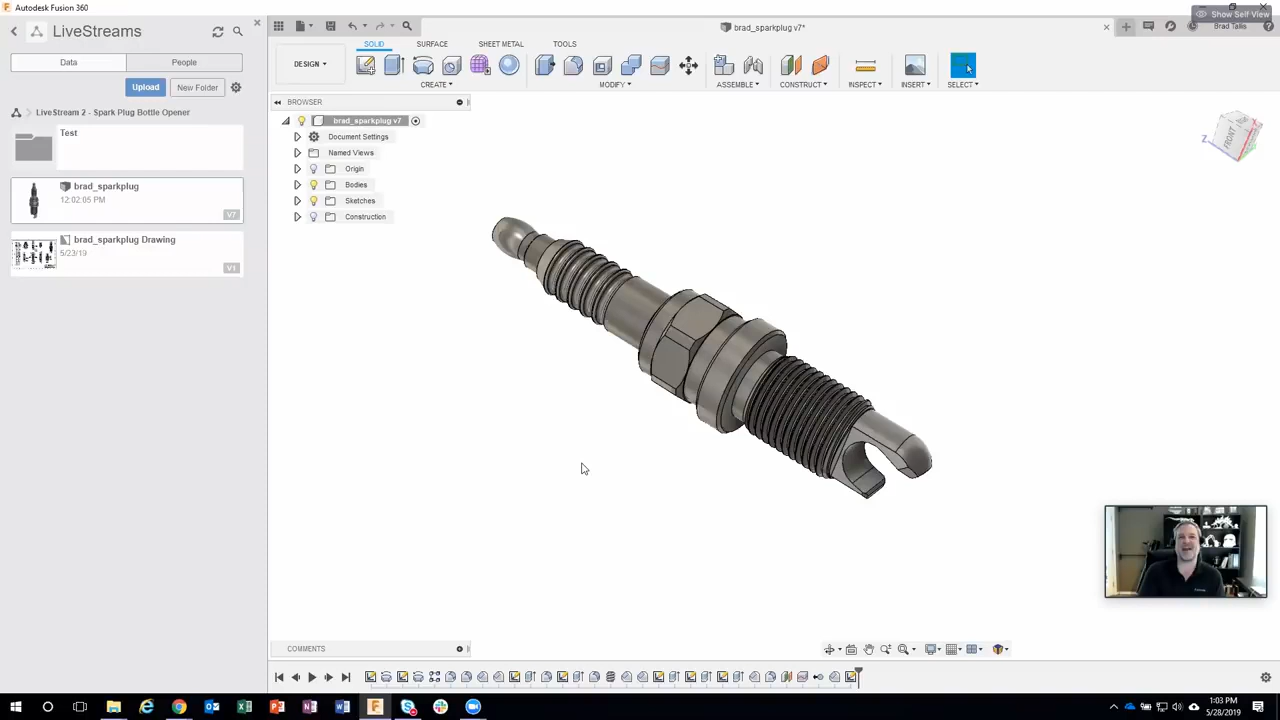 Autodesk Fusion 360
LiveStreams
Data
People
Upload
New Folder
LiveStream 2 - Spark Plug Bottle Opener
Test
brad_sparkplug
12:02:05 PM
V7
brad_sparkplug Drawing
5/23/19
V1
brad_sparkplug v7*
Show Self View
Brad Tallis
SOLID
SURFACE
SHEET METAL
TOOLS
DESIGN
CREATE
MODIFY
ASSEMBLE
CONSTRUCT
INSPECT
INSERT
SELECT
BROWSER
brad_sparkplug v7
Document Settings
Named Views
Origin
Bodies
Sketches
Construction
FRONT
Z
COMMENTS
1:03 PM
5/28/2019